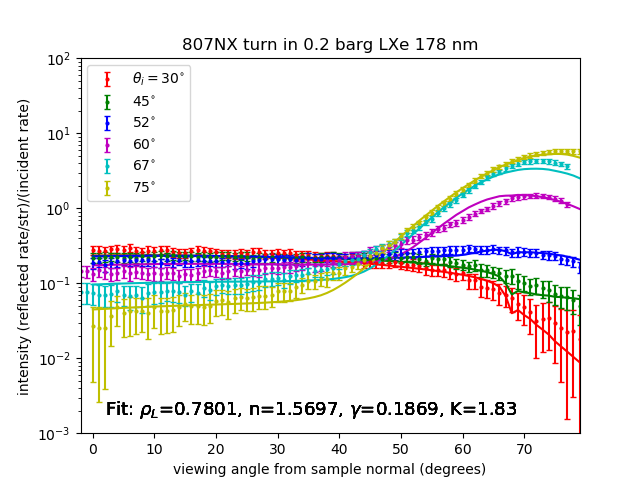 807NX turn in 0.2 barg LXe 178 nm
intensity (reflected rate/str)/(incident rate)
10²
10¹
10⁰
10⁻¹
10⁻²
10⁻³
θᵢ = 30°
45°
52°
60°
67°
75°
Fit: ρL=0.7801, n=1.5697, γ=0.1869, K=1.83
0 10 20 30 40 50 60 70
viewing angle from sample normal (degrees)